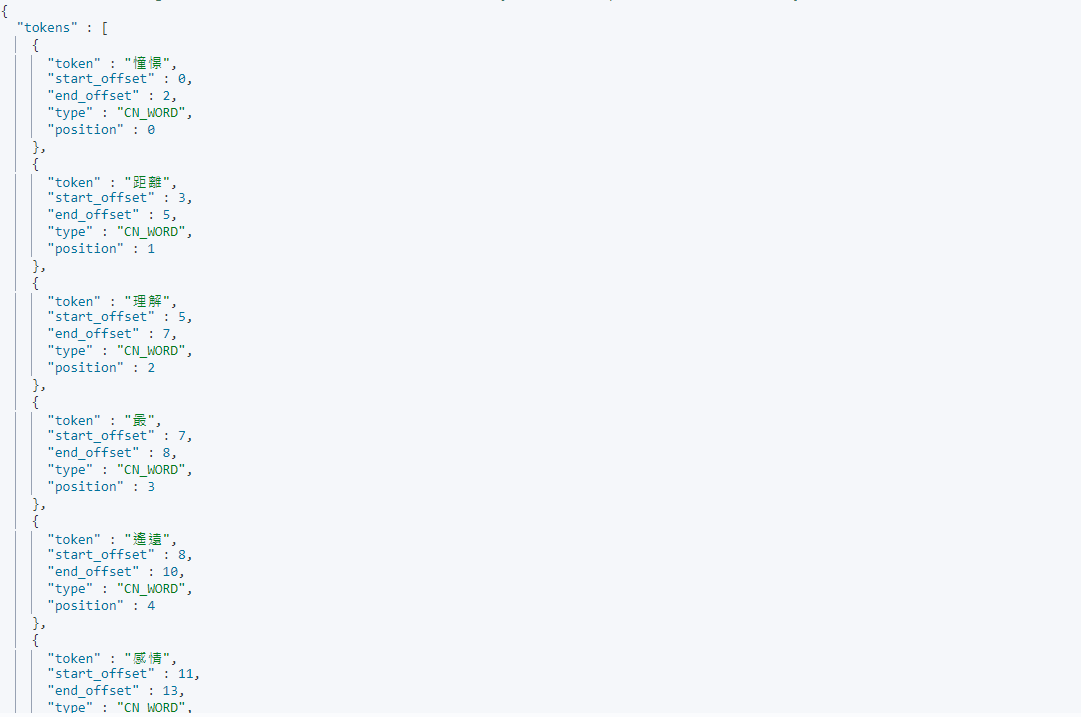 {
"tokens" : [
{
"token" : "憧憬",
"start_offset" : 0,
"end_offset" : 2,
"type" : "CN_WORD",
"position" : 0
},
{
"token" : "距離",
"start_offset" : 3,
"end_offset" : 5,
"type" : "CN_WORD",
"position" : 1
},
{
"token" : "理解",
"start_offset" : 5,
"end_offset" : 7,
"type" : "CN_WORD",
"position" : 2
},
{
"token" : "最",
"start_offset" : 7,
"end_offset" : 8,
"type" : "CN_WORD",
"position" : 3
},
{
"token" : "遙遠",
"start_offset" : 8,
"end_offset" : 10,
"type" : "CN_WORD",
"position" : 4
},
{
"token" : "感情",
"start_offset" : 11,
"end_offset" : 13,
"type" : "CN_WORD",